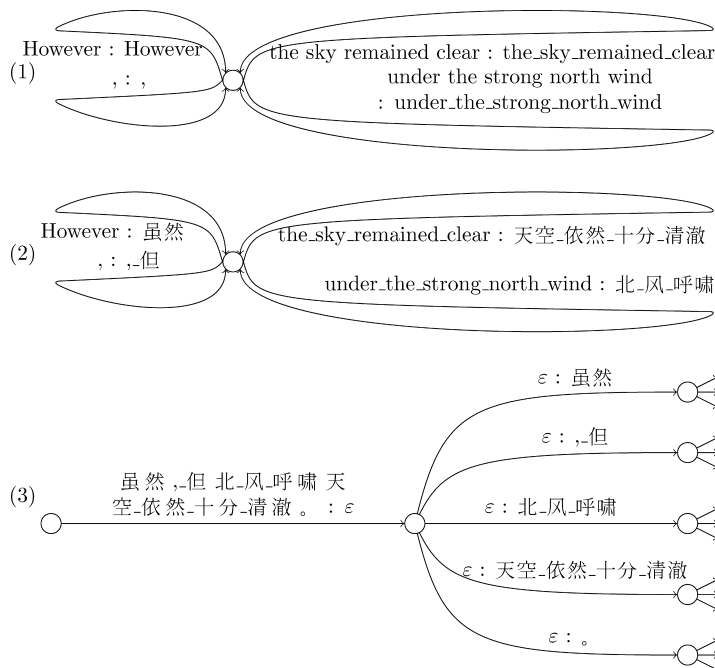 However : However
the sky remained clear : the_sky_remained_clear
(1)
, : ,
under the strong north wind
: under_the_strong_north_wind
However : 虽然
the_sky_remained_clear : 天空_依然_十分_清澈
(2)
, : ,_但
under_the_strong_north_wind : 北_风_呼啸
ε : 虽然
ε : ,_但
(3)
虽然 ,_但 北_风_呼啸 天
空_依然_十分_清澈 。 : ε
ε : 北_风_呼啸
ε : 天空_依然_十分_清澈
ε : 。